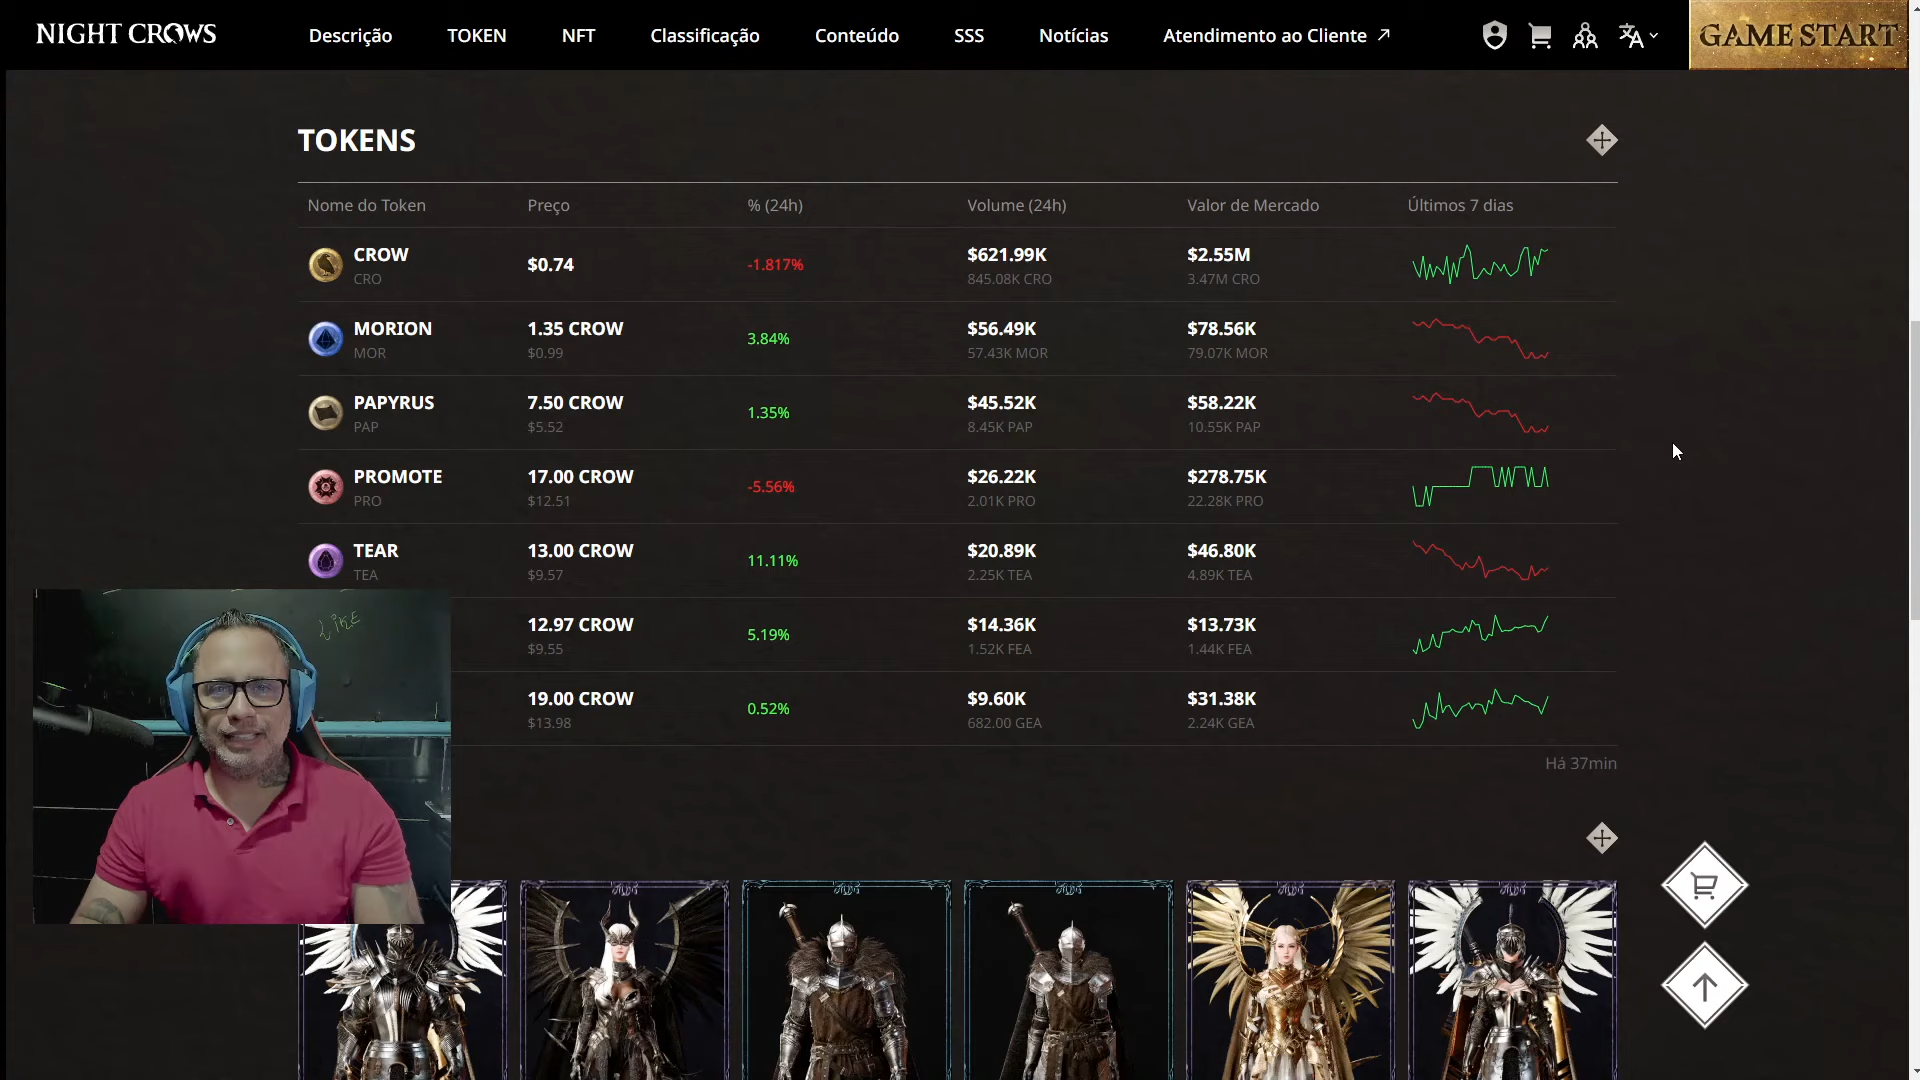 NIGHT CROWS
Descrição TOKEN NFT Classificação Conteúdo SSS Notícias Atendimento ao Cliente
GAME START
TOKENS
Nome do Token Preço % (24h) Volume (24h) Valor de Mercado Últimos 7 dias
CROW $0.74 -1.817% $621.99K $2.55M
CRO 845.08K CRO 3.47M CRO
MORION 1.35 CROW 3.84% $56.49K $78.56K
MOR $0.99 57.43K MOR 79.07K MOR
PAPYRUS 7.50 CROW 1.35% $45.52K $58.22K
PAP $5.52 8.45K PAP 10.55K PAP
PROMOTE 17.00 CROW -5.56% $26.22K $278.75K
PRO $12.51 2.01K PRO 22.28K PRO
TEAR 13.00 CROW 11.11% $20.89K $46.80K
TEA $9.57 2.25K TEA 4.89K TEA
12.97 CROW 5.19% $14.36K $13.73K
$9.55 1.52K FEA 1.44K FEA
19.00 CROW 0.52% $9.60K $31.38K
$13.98 682.00 GEA 2.24K GEA
Há 37min
LIKE